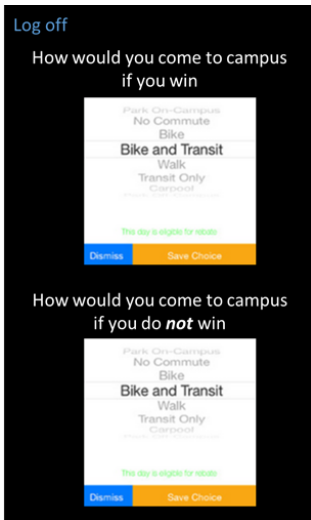 Log off
How would you come to campus
if you win
Park On-Campus
No Commute
Bike
Bike and Transit
Walk
Transit Only
Carpool
This day is eligible for rebate
Dismiss Save Choice
How would you come to campus
if you do not win
Park On-Campus
No Commute
Bike
Bike and Transit
Walk
Transit Only
Carpool
This day is eligible for rebate
Dismiss Save Choice